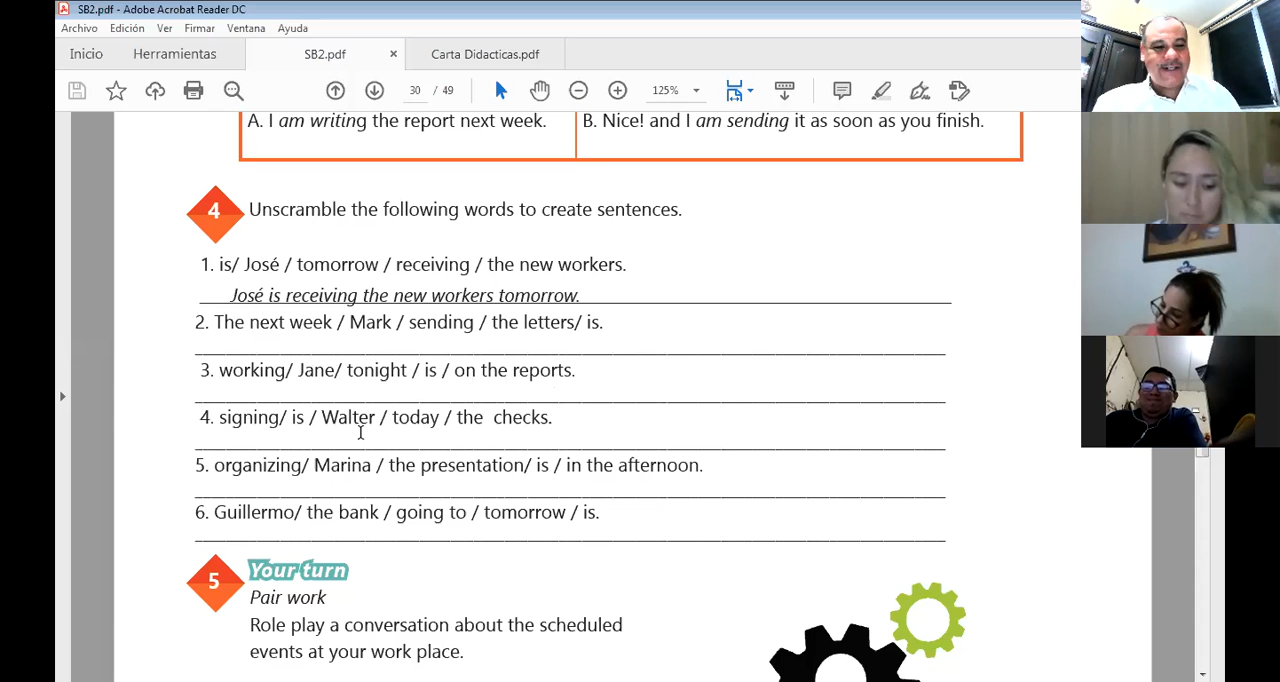 SB2.pdf - Adobe Acrobat Reader DC
Archivo Edición Ver Firmar Ventana Ayuda
Inicio Herramientas SB2.pdf × Carta Didacticas.pdf
30 / 49 125%
A. I am writing the report next week. B. Nice! and I am sending it as soon as you finish.
4 Unscramble the following words to create sentences.
1. is/ José / tomorrow / receiving / the new workers.
José is receiving the new workers tomorrow.
2. The next week / Mark / sending / the letters/ is.
3. working/ Jane/ tonight / is / on the reports.
4. signing/ is / Walter / today / the checks.
5. organizing/ Marina / the presentation/ is / in the afternoon.
6. Guillermo/ the bank / going to / tomorrow / is.
5 Your turn
Pair work
Role play a conversation about the scheduled
events at your work place.